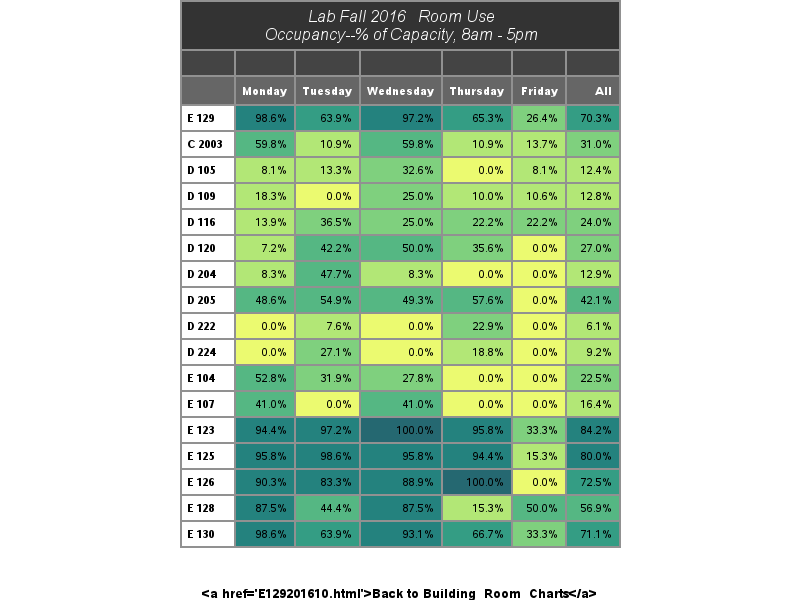 Lab Fall 2016 Room Use
Occupancy--% of Capacity, 8am - 5pm
Monday Tuesday Wednesday Thursday Friday All
E 129 98.6% 63.9% 97.2% 65.3% 26.4% 70.3%
C 2003 59.8% 10.9% 59.8% 10.9% 13.7% 31.0%
D 105 8.1% 13.3% 32.6% 0.0% 8.1% 12.4%
D 109 18.3% 0.0% 25.0% 10.0% 10.6% 12.8%
D 116 13.9% 36.5% 25.0% 22.2% 22.2% 24.0%
D 120 7.2% 42.2% 50.0% 35.6% 0.0% 27.0%
D 204 8.3% 47.7% 8.3% 0.0% 0.0% 12.9%
D 205 48.6% 54.9% 49.3% 57.6% 0.0% 42.1%
D 222 0.0% 7.6% 0.0% 22.9% 0.0% 6.1%
D 224 0.0% 27.1% 0.0% 18.8% 0.0% 9.2%
E 104 52.8% 31.9% 27.8% 0.0% 0.0% 22.5%
E 107 41.0% 0.0% 41.0% 0.0% 0.0% 16.4%
E 123 94.4% 97.2% 100.0% 95.8% 33.3% 84.2%
E 125 95.8% 98.6% 95.8% 94.4% 15.3% 80.0%
E 126 90.3% 83.3% 88.9% 100.0% 0.0% 72.5%
E 128 87.5% 44.4% 87.5% 15.3% 50.0% 56.9%
E 130 98.6% 63.9% 93.1% 66.7% 33.3% 71.1%
<a href='E129201610.html'>Back to Building_Room_Charts</a>